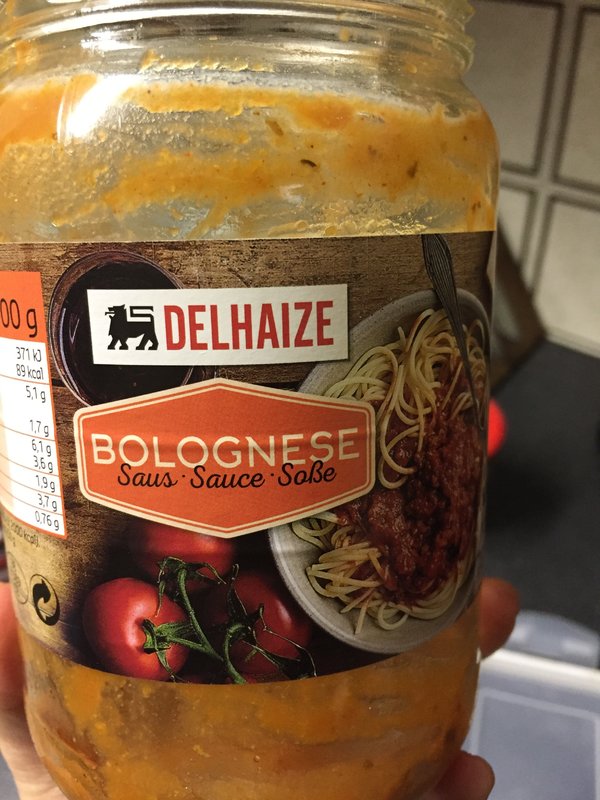 DELHAIZE
BOLOGNESE
Saus · Sauce · Soße
00 g
371 kJ
89 kcal
5,1 g
1,7 g
6,1 g
3,6 g
1,9 g
3,7 g
0,76 g